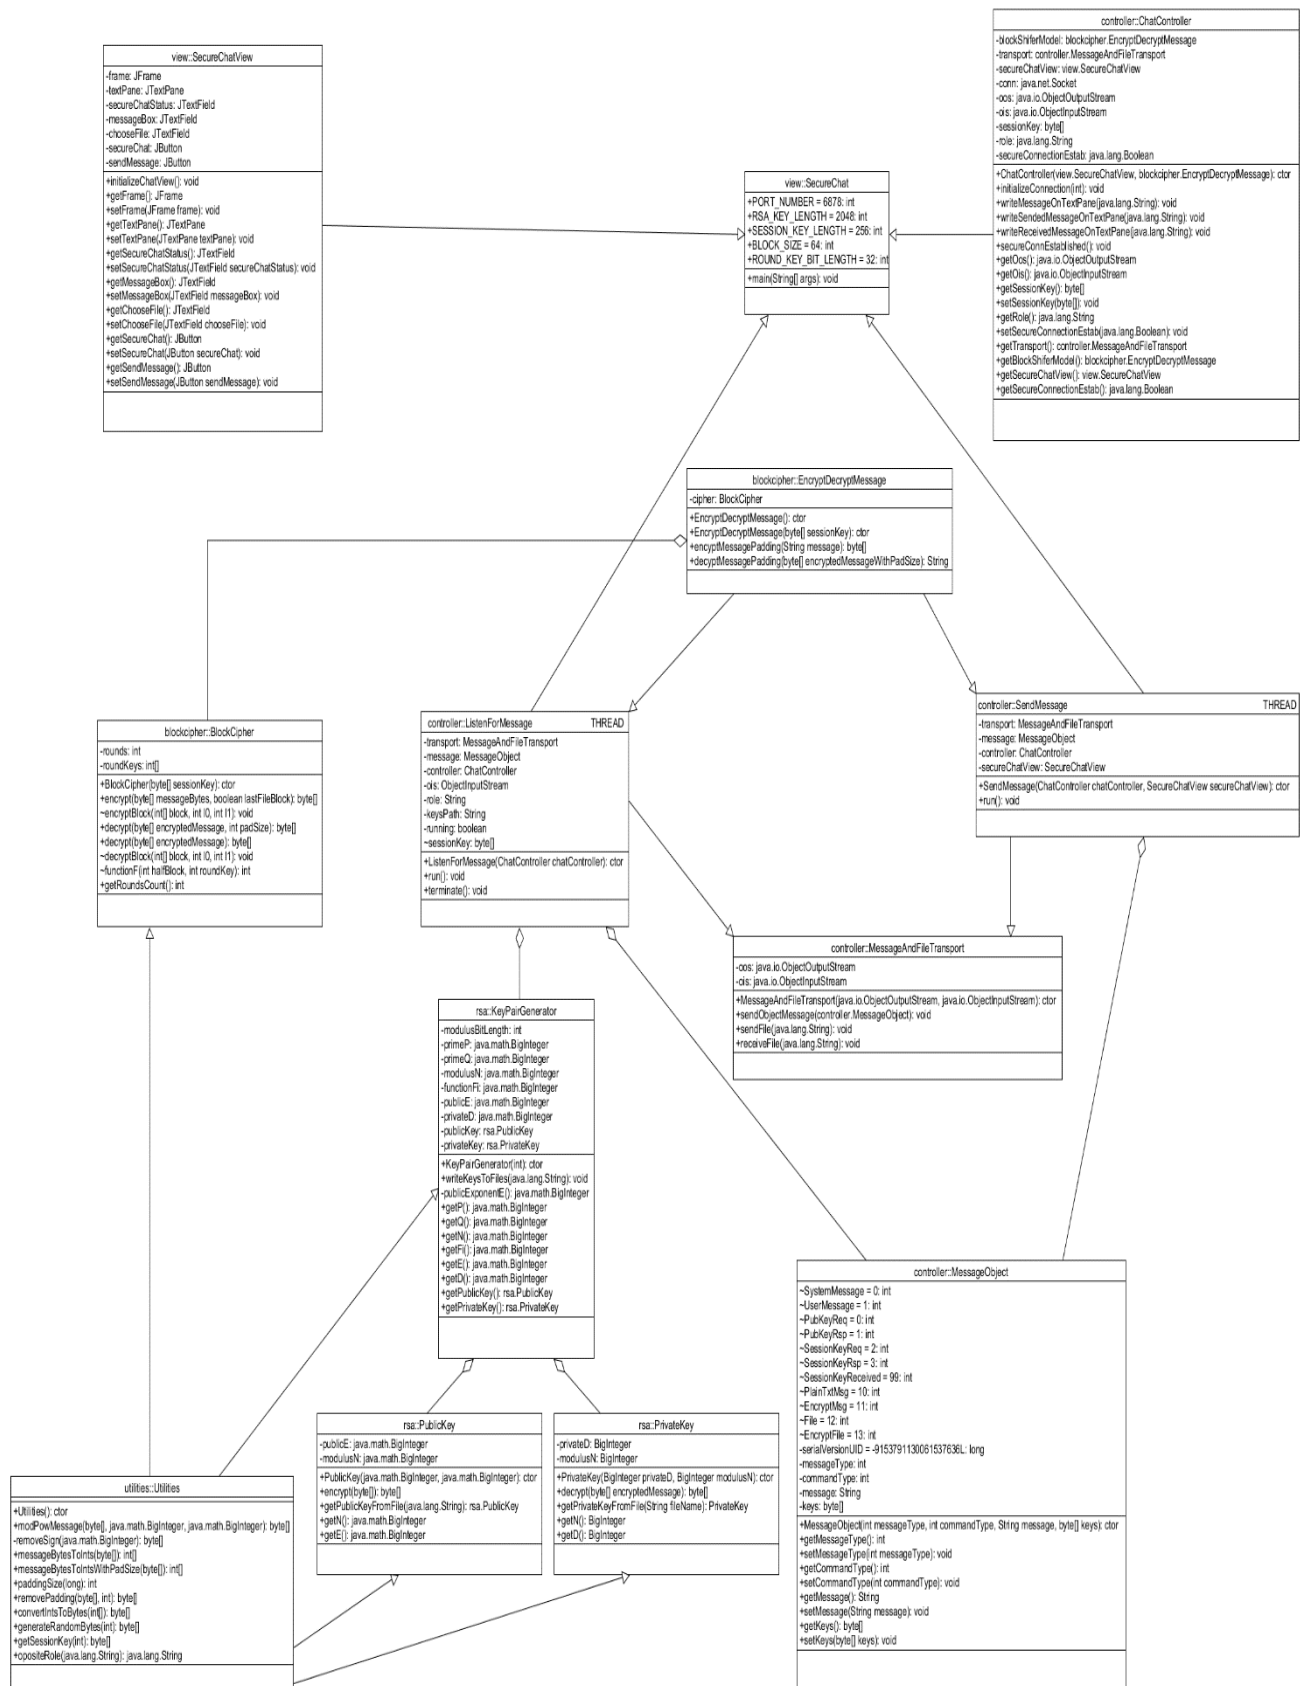 controller::ChatController
-blockShiferModel: blockcipher.EncryptDecryptMessage
-transport: controller.MessageAndFileTransport
-secureChatView: view.SecureChatView
-conn: java.net.Socket
-oos: java.io.ObjectOutputStream
-ois: java.io.ObjectInputStream
-sessionKey: byte[]
-role: java.lang.String
-secureConnectionEstab: java.lang.Boolean
+ChatController(view.SecureChatView, blockcipher.EncryptDecryptMessage): ctor
+initializeConnection(int): void
+writeMessageOnTextPane(java.lang.String): void
+writeSendedMessageOnTextPane(java.lang.String): void
+writeReceivedMessageOnTextPane(java.lang.String): void
+secureConnEstablished(): void
+getOos(): java.io.ObjectOutputStream
+getOis(): java.io.ObjectInputStream
+getSessionKey(): byte[]
+setSessionKey(byte[]): void
+getRole(): java.lang.String
+setSecureConnectionEstab(java.lang.Boolean): void
+getTransport(): controller.MessageAndFileTransport
+getBlockShiferModel(): blockcipher.EncryptDecryptMessage
+getSecureChatView(): view.SecureChatView
+getSecureConnectionEstab(): java.lang.Boolean
view::SecureChatView
-frame: JFrame
-textPane: JTextPane
-secureChatStatus: JTextField
-messageBox: JTextField
-chooseFile: JTextField
-secureChat: JButton
-sendMessage: JButton
+initializeChatView(): void
+getFrame(): JFrame
+setFrame(JFrame frame): void
+getTextPane(): JTextPane
+setTextPane(JTextPane textPane): void
+getSecureChatStatus(): JTextField
+setSecureChatStatus(JTextField secureChatStatus): void
+getMessageBox(): JTextField
+setMessageBox(JTextField messageBox): void
+getChooseFile(): JTextField
+setChooseFile(JTextField chooseFile): void
+getSecureChat(): JButton
+setSecureChat(JButton secureChat): void
+getSendMessage(): JButton
+setSendMessage(JButton sendMessage): void
view::SecureChat
+PORT_NUMBER = 6878: int
+RSA_KEY_LENGTH = 2048: int
+SESSION_KEY_LENGTH = 256: int
+BLOCK_SIZE = 64: int
+ROUND_KEY_BIT_LENGTH = 32: int
+main(String[] args): void
blockcipher::EncryptDecryptMessage
-cipher: BlockCipher
+EncryptDecryptMessage(): ctor
+EncryptDecryptMessage(byte[] sessionKey): ctor
+encyptMessagePadding(String message): byte[]
+decyptMessagePadding(byte[] encryptedMessageWithPadSize): String
blockcipher::BlockCipher
-rounds: int
-roundKeys: int[]
+BlockCipher(byte[] sessionKey): ctor
+encrypt(byte[] messageBytes, boolean lastFileBlock): byte[]
~encryptBlock(int[] block, int l0, int l1): void
+decrypt(byte[] encryptedMessage, int padSize): byte[]
+decrypt(byte[] encryptedMessage): byte[]
~decryptBlock(int[] block, int l0, int l1): void
~functionF(int halfBlock, int roundKey): int
+getRoundsCount(): int
controller::ListenForMessage THREAD
-transport: MessageAndFileTransport
-message: MessageObject
-controller: ChatController
-ois: ObjectInputStream
-role: String
-keysPath: String
-running: boolean
~sessionKey: byte[]
+ListenForMessage(ChatController chatController): ctor
+run(): void
+terminate(): void
controller::SendMessage THREAD
-transport: MessageAndFileTransport
-message: MessageObject
-controller: ChatController
-secureChatView: SecureChatView
+SendMessage(ChatController chatController, SecureChatView secureChatView): ctor
+run(): void
controller::MessageAndFileTransport
-oos: java.io.ObjectOutputStream
-ois: java.io.ObjectInputStream
+MessageAndFileTransport(java.io.ObjectOutputStream, java.io.ObjectInputStream): ctor
+sendObjectMessage(controller.MessageObject): void
+sendFile(java.lang.String): void
+receiveFile(java.lang.String): void
rsa::KeyPairGenerator
-modulusBitLength: int
-primeP: java.math.BigInteger
-primeQ: java.math.BigInteger
-modulusN: java.math.BigInteger
-functionFi: java.math.BigInteger
-publicE: java.math.BigInteger
-privateD: java.math.BigInteger
-publicKey: rsa.PublicKey
-privateKey: rsa.PrivateKey
+KeyPairGenerator(int): ctor
+writeKeysToFiles(java.lang.String): void
-publicExponentE(): java.math.BigInteger
+getP(): java.math.BigInteger
+getQ(): java.math.BigInteger
+getN(): java.math.BigInteger
+getFi(): java.math.BigInteger
+getE(): java.math.BigInteger
+getD(): java.math.BigInteger
+getPublicKey(): rsa.PublicKey
+getPrivateKey(): rsa.PrivateKey
controller::MessageObject
~SystemMessage = 0: int
~UserMessage = 1: int
~PubKeyReq = 0: int
~PubKeyRsp = 1: int
~SessionKeyReq = 2: int
~SessionKeyRsp = 3: int
~SessionKeyReceived = 99: int
~PlainTxtMsg = 10: int
~EncryptMsg = 11: int
~File = 12: int
~EncryptFile = 13: int
-serialVersionUID = -9153791130061537636L: long
-messageType: int
-commandType: int
-message: String
-keys: byte[]
+MessageObject(int messageType, int commandType, String message, byte[] keys): ctor
+getMessageType(): int
+setMessageType(int messageType): void
+getCommandType(): int
+setCommandType(int commandType): void
+getMessage(): String
+setMessage(String message): void
+getKeys(): byte[]
+setKeys(byte[] keys): void
rsa::PublicKey
-publicE: java.math.BigInteger
-modulusN: java.math.BigInteger
+PublicKey(java.math.BigInteger, java.math.BigInteger): ctor
+encrypt(byte[]): byte[]
+getPublicKeyFromFile(java.lang.String): rsa.PublicKey
+getN(): java.math.BigInteger
+getE(): java.math.BigInteger
rsa::PrivateKey
-privateD: BigInteger
-modulusN: BigInteger
+PrivateKey(BigInteger privateD, BigInteger modulusN): ctor
+decrypt(byte[] encryptedMessage): byte[]
+getPrivateKeyFromFile(String fileName): PrivateKey
+getN(): BigInteger
+getD(): BigInteger
utilities::Utilities
+Utilities(): ctor
+modPowMessage(byte[], java.math.BigInteger, java.math.BigInteger): byte[]
-removeSign(java.math.BigInteger): byte[]
+messageBytesToInts(byte[]): int[]
+messageBytesToIntsWithPadSize(byte[]): int[]
+paddingSize(long): int
+removePadding(byte[], int): byte[]
+convertIntsToBytes(int[]): byte[]
+generateRandomBytes(int): byte[]
+getSessionKey(int): byte[]
+opositeRole(java.lang.String): java.lang.String